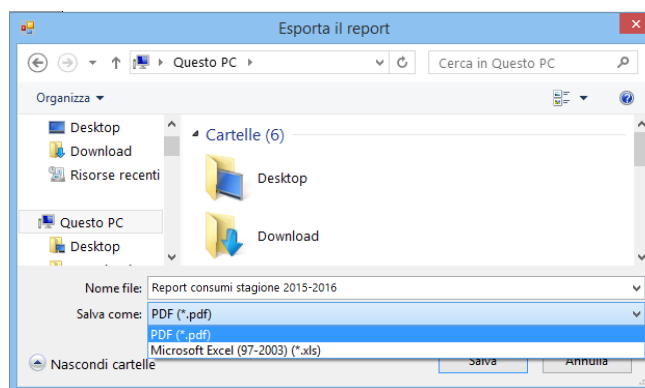 Esporta il report
Questo PC
Cerca in Questo PC
Organizza
Desktop
Download
Risorse recenti
Questo PC
Desktop
Cartelle (6)
Desktop
Download
Nome file: Report consumi stagione 2015-2016
Salva come: PDF (*.pdf)
PDF (*.pdf)
Microsoft Excel (97-2003) (*.xls)
Nascondi cartelle
Salva
Annulla